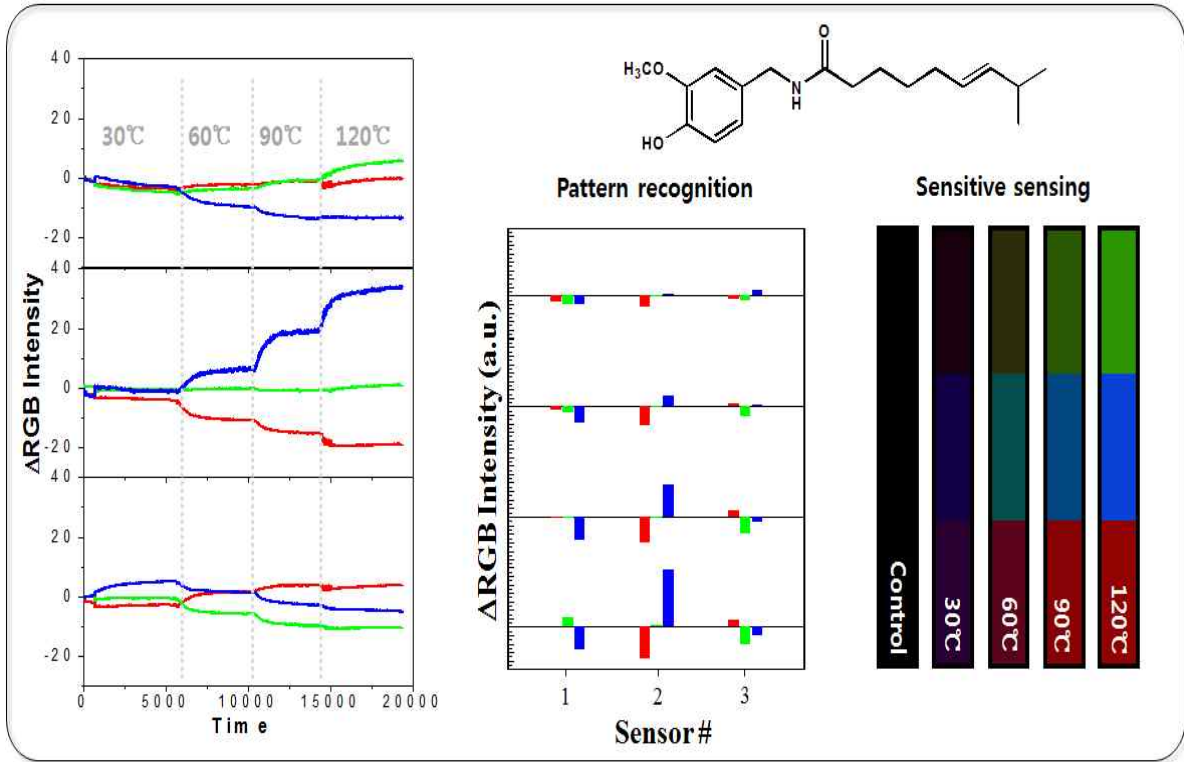 40
20
0
-20
40
20
0
-20
40
20
0
-20
30℃
60℃
90℃
120℃
ΔRGB Intensity
0
5000
10000
15000
20000
Time
O
H₃CO
N
H
HO
Pattern recognition
ΔRGB Intensity (a.u.)
1
2
3
Sensor #
Sensitive sensing
Control
30℃
60℃
90℃
120℃